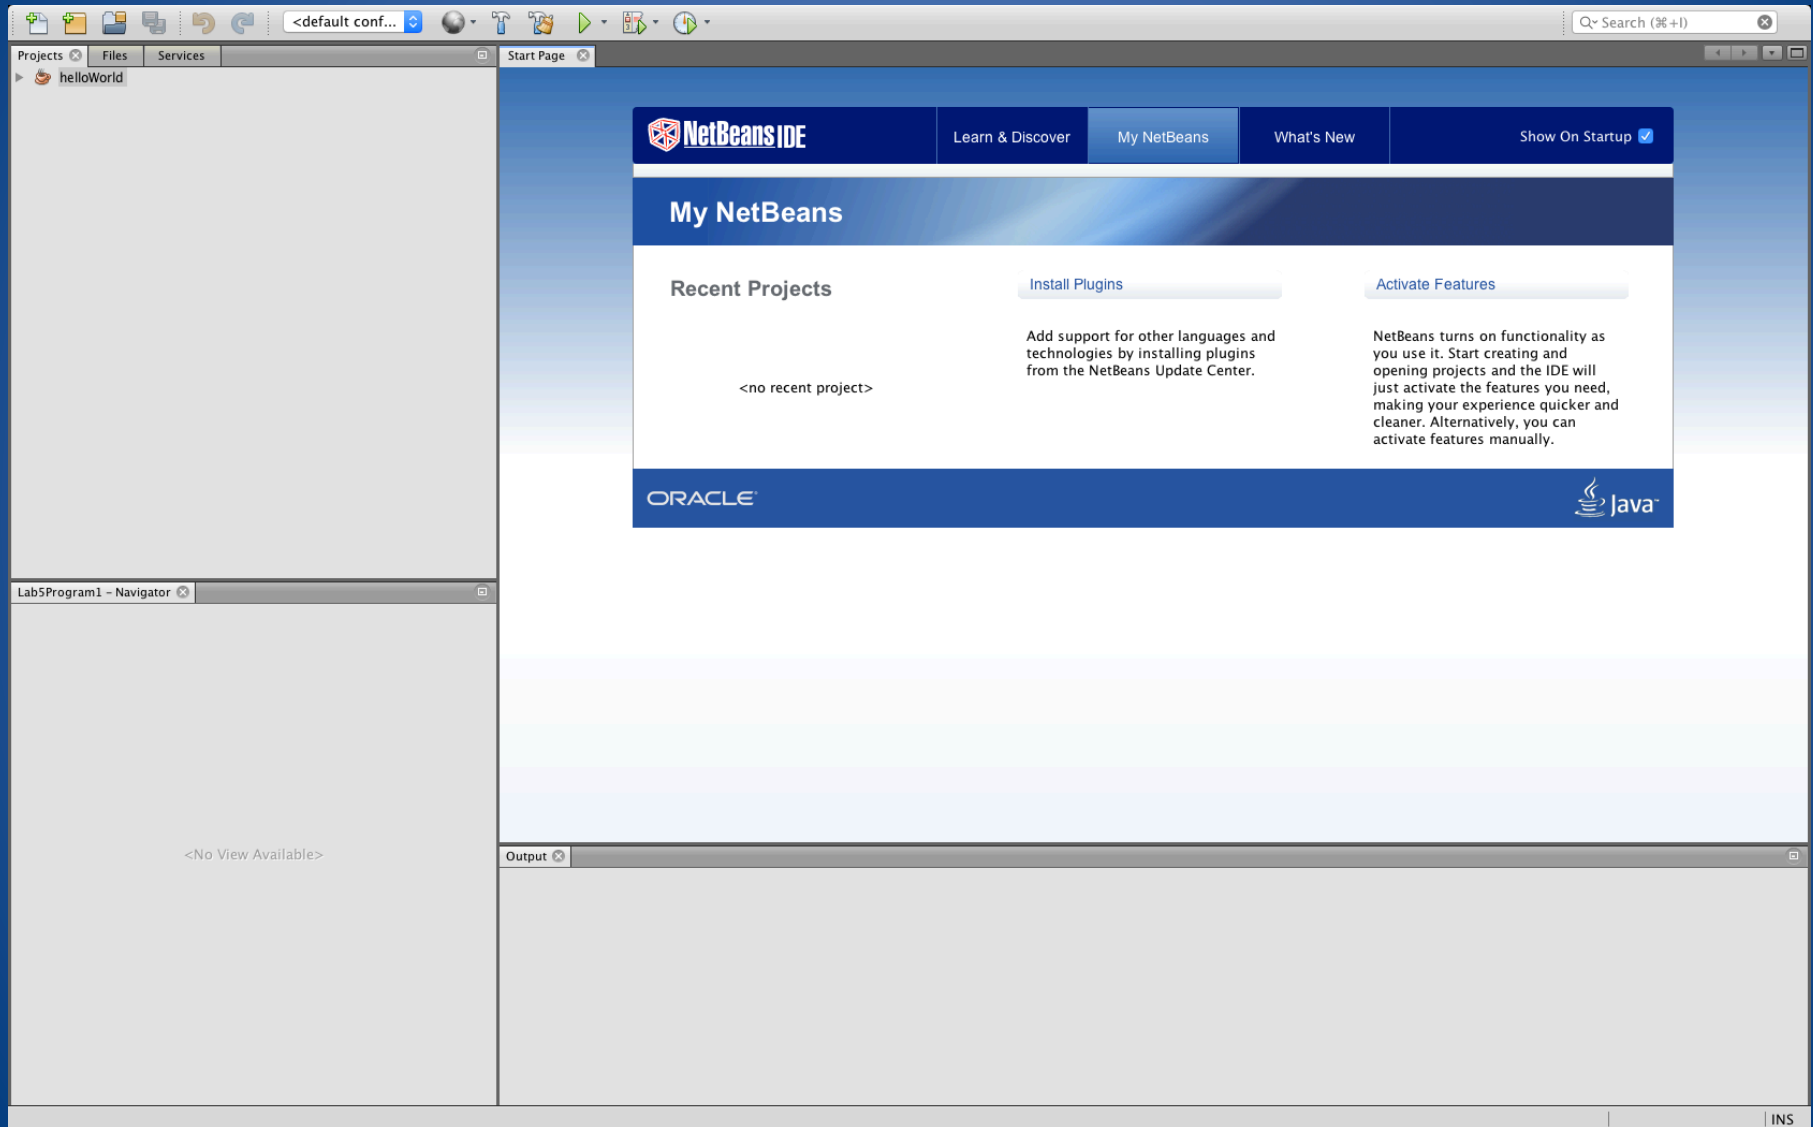 <default conf...
Search (⌘+I)
Projects
Files
Services
Start Page
helloWorld
NetBeans IDE
Learn & Discover
My NetBeans
What's New
Show On Startup
My NetBeans
Recent Projects
<no recent project>
Install Plugins
Add support for other languages and
technologies by installing plugins
from the NetBeans Update Center.
Activate Features
NetBeans turns on functionality as
you use it. Start creating and
opening projects and the IDE will
just activate the features you need,
making your experience quicker and
cleaner. Alternatively, you can
activate features manually.
ORACLE
Java™
Lab5Program1 – Navigator
<No View Available>
Output
INS